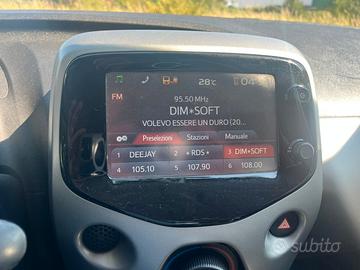 28°C
FM
95.50 MHz
DIM*SOFT
VOLEVO ESSERE UN DURO (20...
Preselezioni Stazioni Manuale
1 DEEJAY 2 *RDS* 3 DIM*SOFT
4 105.10 5 107.90 6 108.00
subito